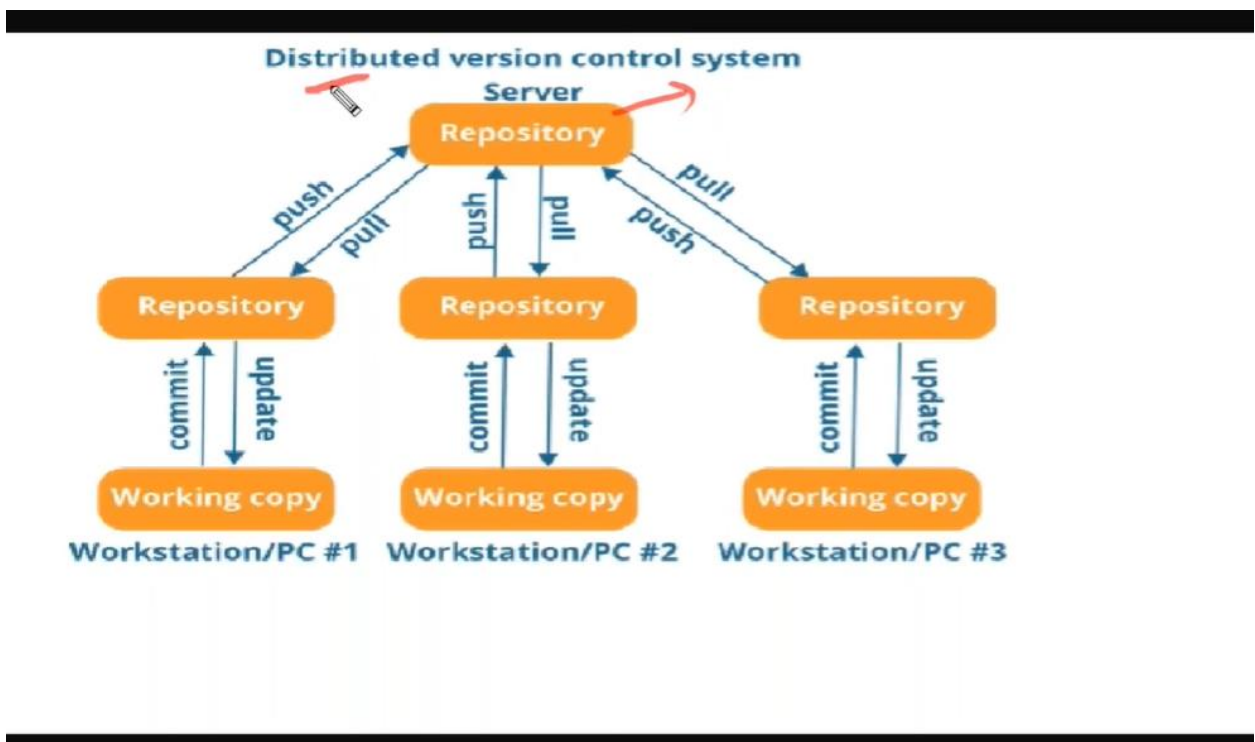 Distributed version control system
Server
Repository
push pull push pull pull push
Repository Repository Repository
commit update commit update commit update
Working copy Working copy Working copy
Workstation/PC #1 Workstation/PC #2 Workstation/PC #3